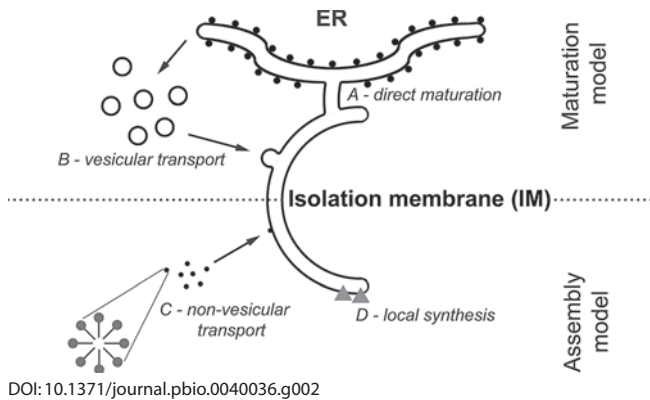 ER
A - direct maturation
Maturation
model
B - vesicular transport
Isolation membrane (IM)
C - non-vesicular
transport
D - local synthesis
Assembly
model
DOI: 10.1371/journal.pbio.0040036.g002